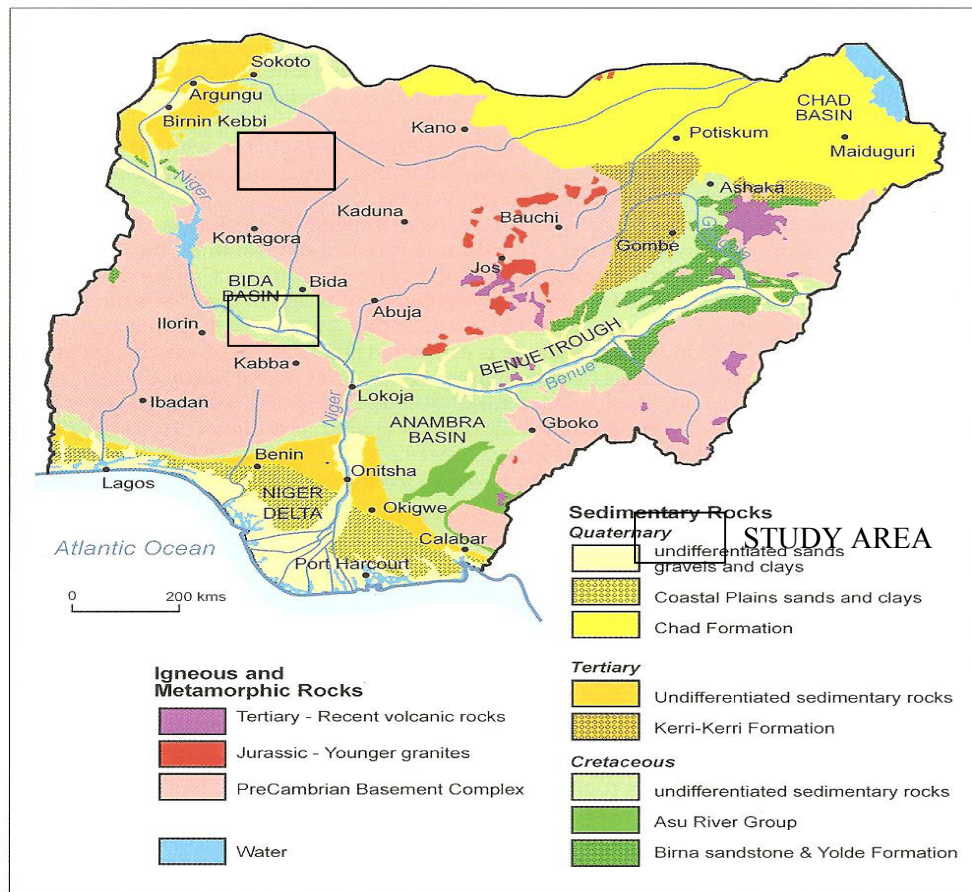 Sokoto
Argungu
Birnin Kebbi
Kano
CHAD
BASIN
Potiskum
Maiduguri
Niger
Ashaka
Kaduna
Bauchi
Kontagora
Gombe
Jos
BIDA
BASIN
Bida
Abuja
Ilorin
BENUE TROUGH
Kabba
Benue
Lokoja
Niger
Ibadan
ANAMBRA
BASIN
Gboko
Benin
Onitsha
Lagos
NIGER
DELTA
Okigwe
Calabar
Atlantic Ocean
Port Harcourt
0 200 kms
Sedimentary Rocks
Quaternary
STUDY AREA
undifferentiated sands
gravels and clays
Coastal Plains sands and clays
Chad Formation
Igneous and
Metamorphic Rocks
Tertiary - Recent volcanic rocks
Jurassic - Younger granites
PreCambrian Basement Complex
Water
Tertiary
Undifferentiated sedimentary rocks
Kerri-Kerri Formation
Cretaceous
undifferentiated sedimentary rocks
Asu River Group
Birna sandstone & Yolde Formation